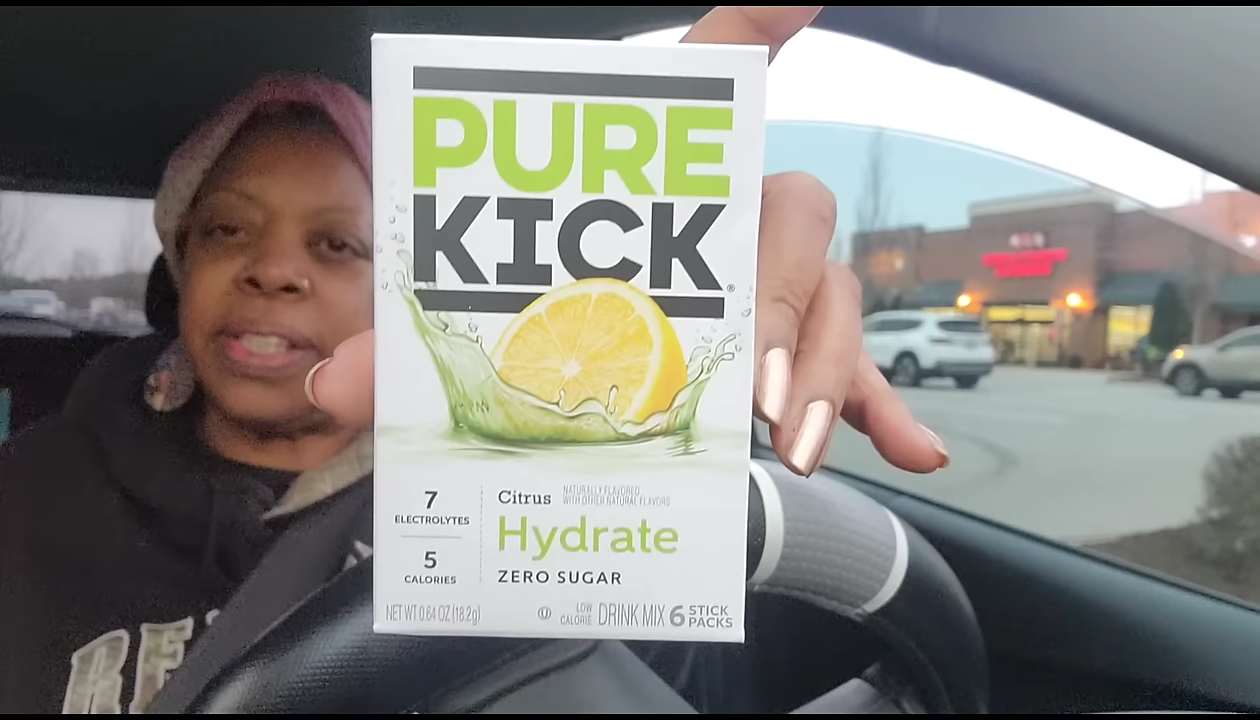 PURE
KICK®
7
ELECTROLYTES
5
CALORIES
Citrus NATURALLY FLAVORED
WITH OTHER NATURAL FLAVORS
Hydrate
ZERO SUGAR
NET WT 0.64 OZ (18.2g)
LOW
CALORIE DRINK MIX 6 STICK
PACKS